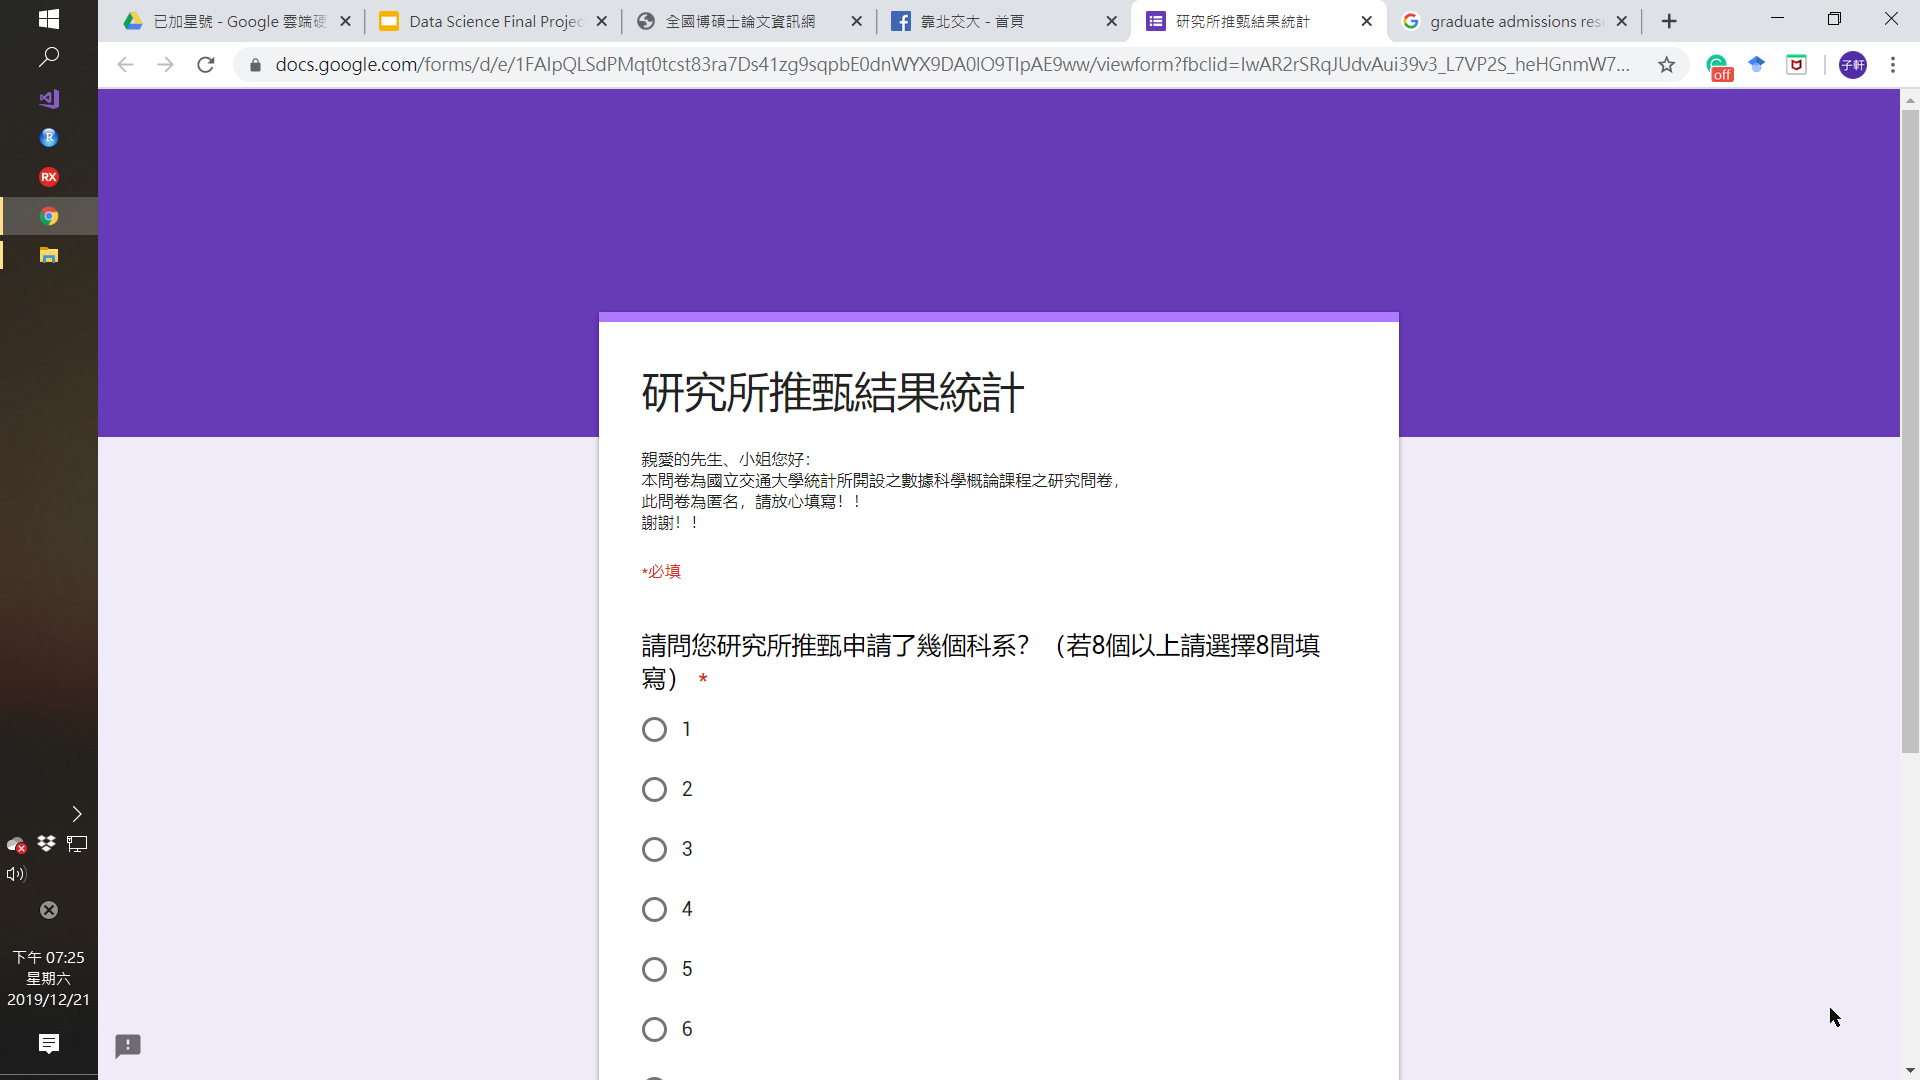 已加星號 - Google 雲端硬
Data Science Final Projec
全國博碩士論文資訊網
靠北交大 - 首頁
研究所推甄結果統計
graduate admissions res
docs.google.com/forms/d/e/1FAIpQLSdPMqt0tcst83ra7Ds41zg9sqpbE0dnWYX9DA0lO9TIpAE9ww/viewform?fbclid=IwAR2rSRqJUdvAui39v3_L7VP2S_heHGnmW7...
off
子軒
R
RX
研究所推甄結果統計
親愛的先生、小姐您好：
本問卷為國立交通大學統計所開設之數據科學概論課程之研究問卷，
此問卷為匿名，請放心填寫！！
謝謝！！
*必填
請問您研究所推甄申請了幾個科系？（若8個以上請選擇8間填
寫） *
1
2
3
4
5
6
下午 07:25
星期六
2019/12/21